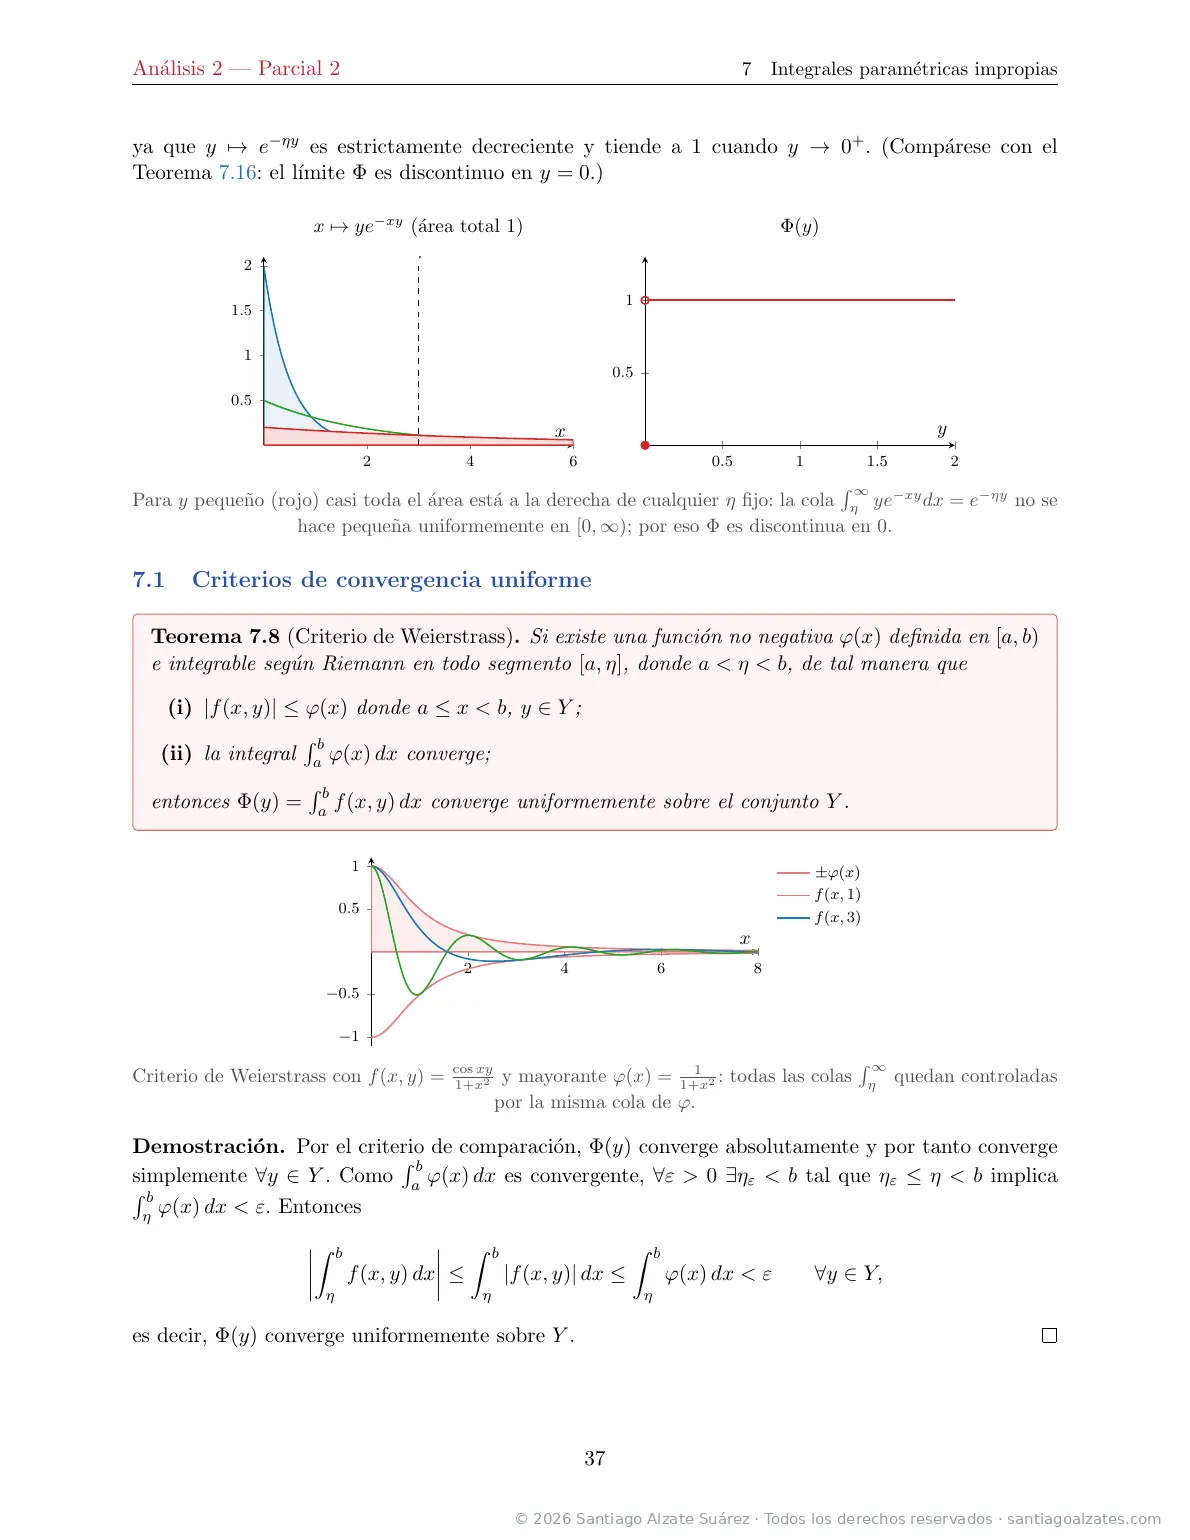 Análisis 2 — Parcial 2
7 Integrales paramétricas impropias
ya que y ↦ e^{−ηy} es estrictamente decreciente y tiende a 1 cuando y → 0⁺. (Compárese con el
Teorema 7.16: el límite Φ es discontinuo en y = 0.)
x ↦ ye^{−xy} (área total 1)
2
1.5
1
0.5
x
2 4 6
Φ(y)
1
0.5
y
0.5 1 1.5 2
Para y pequeño (rojo) casi toda el área está a la derecha de cualquier η fijo: la cola ∫_η^∞ ye^{−xy}dx = e^{−ηy} no se
hace pequeña uniformemente en [0, ∞); por eso Φ es discontinua en 0.
7.1 Criterios de convergencia uniforme
Teorema 7.8 (Criterio de Weierstrass). Si existe una función no negativa φ(x) definida en [a, b)
e integrable según Riemann en todo segmento [a, η], donde a < η < b, de tal manera que
(i) |f(x, y)| ≤ φ(x) donde a ≤ x < b, y ∈ Y;
(ii) la integral ∫_a^b φ(x) dx converge;
entonces Φ(y) = ∫_a^b f(x, y) dx converge uniformemente sobre el conjunto Y.
1
0.5
−0.5
−1
x
2 4 6 8
±φ(x)
f(x, 1)
f(x, 3)
Criterio de Weierstrass con f(x, y) = \frac{cos xy}{1+x²} y mayorante φ(x) = \frac{1}{1+x²}: todas las colas ∫_η^∞ quedan controladas
por la misma cola de φ.
Demostración. Por el criterio de comparación, Φ(y) converge absolutamente y por tanto converge
simplemente ∀y ∈ Y. Como ∫_a^b φ(x) dx es convergente, ∀ε > 0 ∃η_ε < b tal que η_ε ≤ η < b implica
∫_η^b φ(x) dx < ε. Entonces
|∫_η^b f(x, y) dx| ≤ ∫_η^b |f(x, y)| dx ≤ ∫_η^b φ(x) dx < ε ∀y ∈ Y,
es decir, Φ(y) converge uniformemente sobre Y. □
37
© 2026 Santiago Alzate Suárez · Todos los derechos reservados · santiagoalzates.com